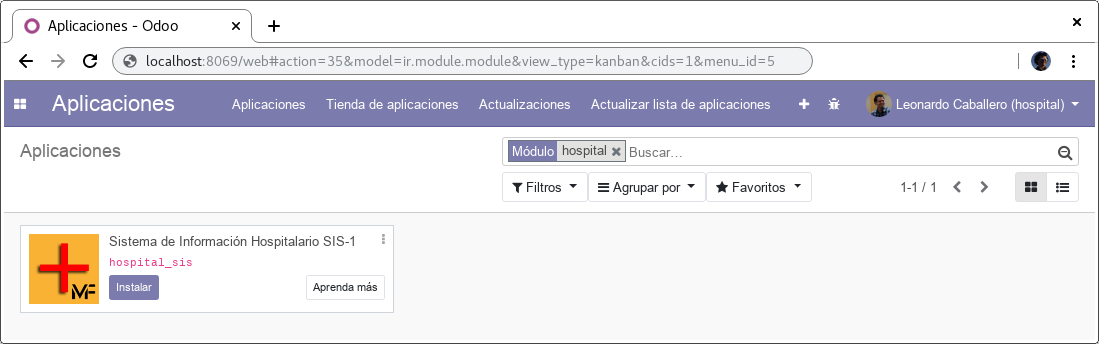 Aplicaciones - Odoo
localhost:8069/web#action=35&model=ir.module.module&view_type=kanban&cids=1&menu_id=5
Aplicaciones Aplicaciones Tienda de aplicaciones Actualizaciones Actualizar lista de aplicaciones Leonardo Caballero (hospital)
Aplicaciones Módulo hospital Buscar...
Filtros Agrupar por Favoritos 1-1 / 1
Sistema de Información Hospitalario SIS-1
hospital_sis
Instalar Aprenda más
MF